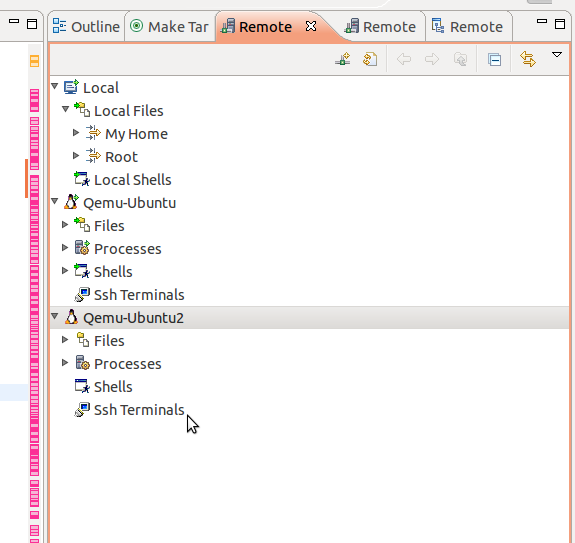 Outline Make Tar Remote Remote Remote
Local
Local Files
My Home
Root
Local Shells
Qemu-Ubuntu
Files
Processes
Shells
Ssh Terminals
Qemu-Ubuntu2
Files
Processes
Shells
Ssh Terminals